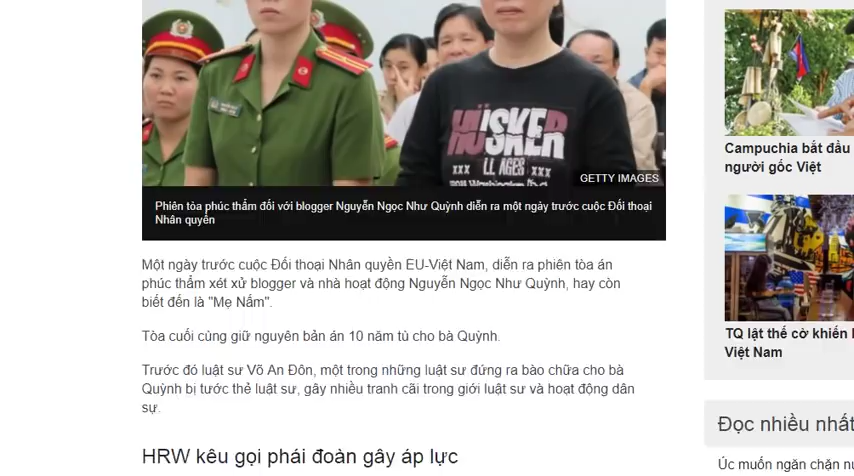 HÜSKER
HÜSKER
LL AGES
XXX
XXX
GETTY IMAGES
Phiên tòa phúc thẩm đối với blogger Nguyễn Ngọc Như Quỳnh diễn ra một ngày trước cuộc Đối thoại
Nhân quyền
Một ngày trước cuộc Đối thoại Nhân quyền EU-Việt Nam, diễn ra phiên tòa án
phúc thẩm xét xử blogger và nhà hoạt động Nguyễn Ngọc Như Quỳnh, hay còn
biết đến là "Mẹ Nấm".
Tòa cuối cùng giữ nguyên bản án 10 năm tù cho bà Quỳnh.
Trước đó luật sư Võ An Đôn, một trong những luật sư đứng ra bào chữa cho bà
Quỳnh bị tước thẻ luật sư, gây nhiều tranh cãi trong giới luật sư và hoạt động dân
sự.
HRW kêu gọi phái đoàn gây áp lực
Campuchia bắt đầu
người gốc Việt
TQ lật thế cờ khiến
Việt Nam
Đọc nhiều nhất
Úc muốn ngăn chặn